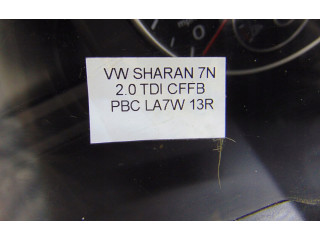 VW SHARAN 7N
2.0 TDI CFFB
PBC LA7W 13R